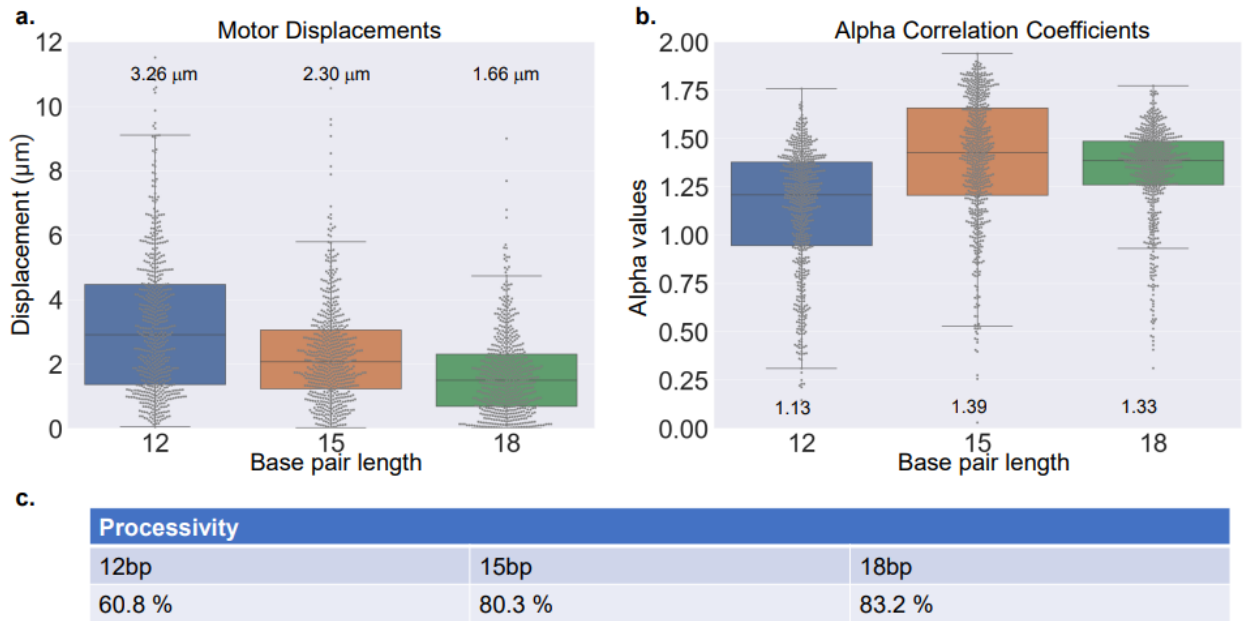 a.
Motor Displacements
12
10
8
6
4
2
0
Displacement (μm)
3.26 μm
2.30 μm
1.66 μm
12
15
18
Base pair length
b.
Alpha Correlation Coefficients
2.00
1.75
1.50
1.25
1.00
0.75
0.50
0.25
0.00
Alpha values
1.13
1.39
1.33
12
15
18
Base pair length
c.
Processivity
12bp 15bp 18bp
60.8 % 80.3 % 83.2 %